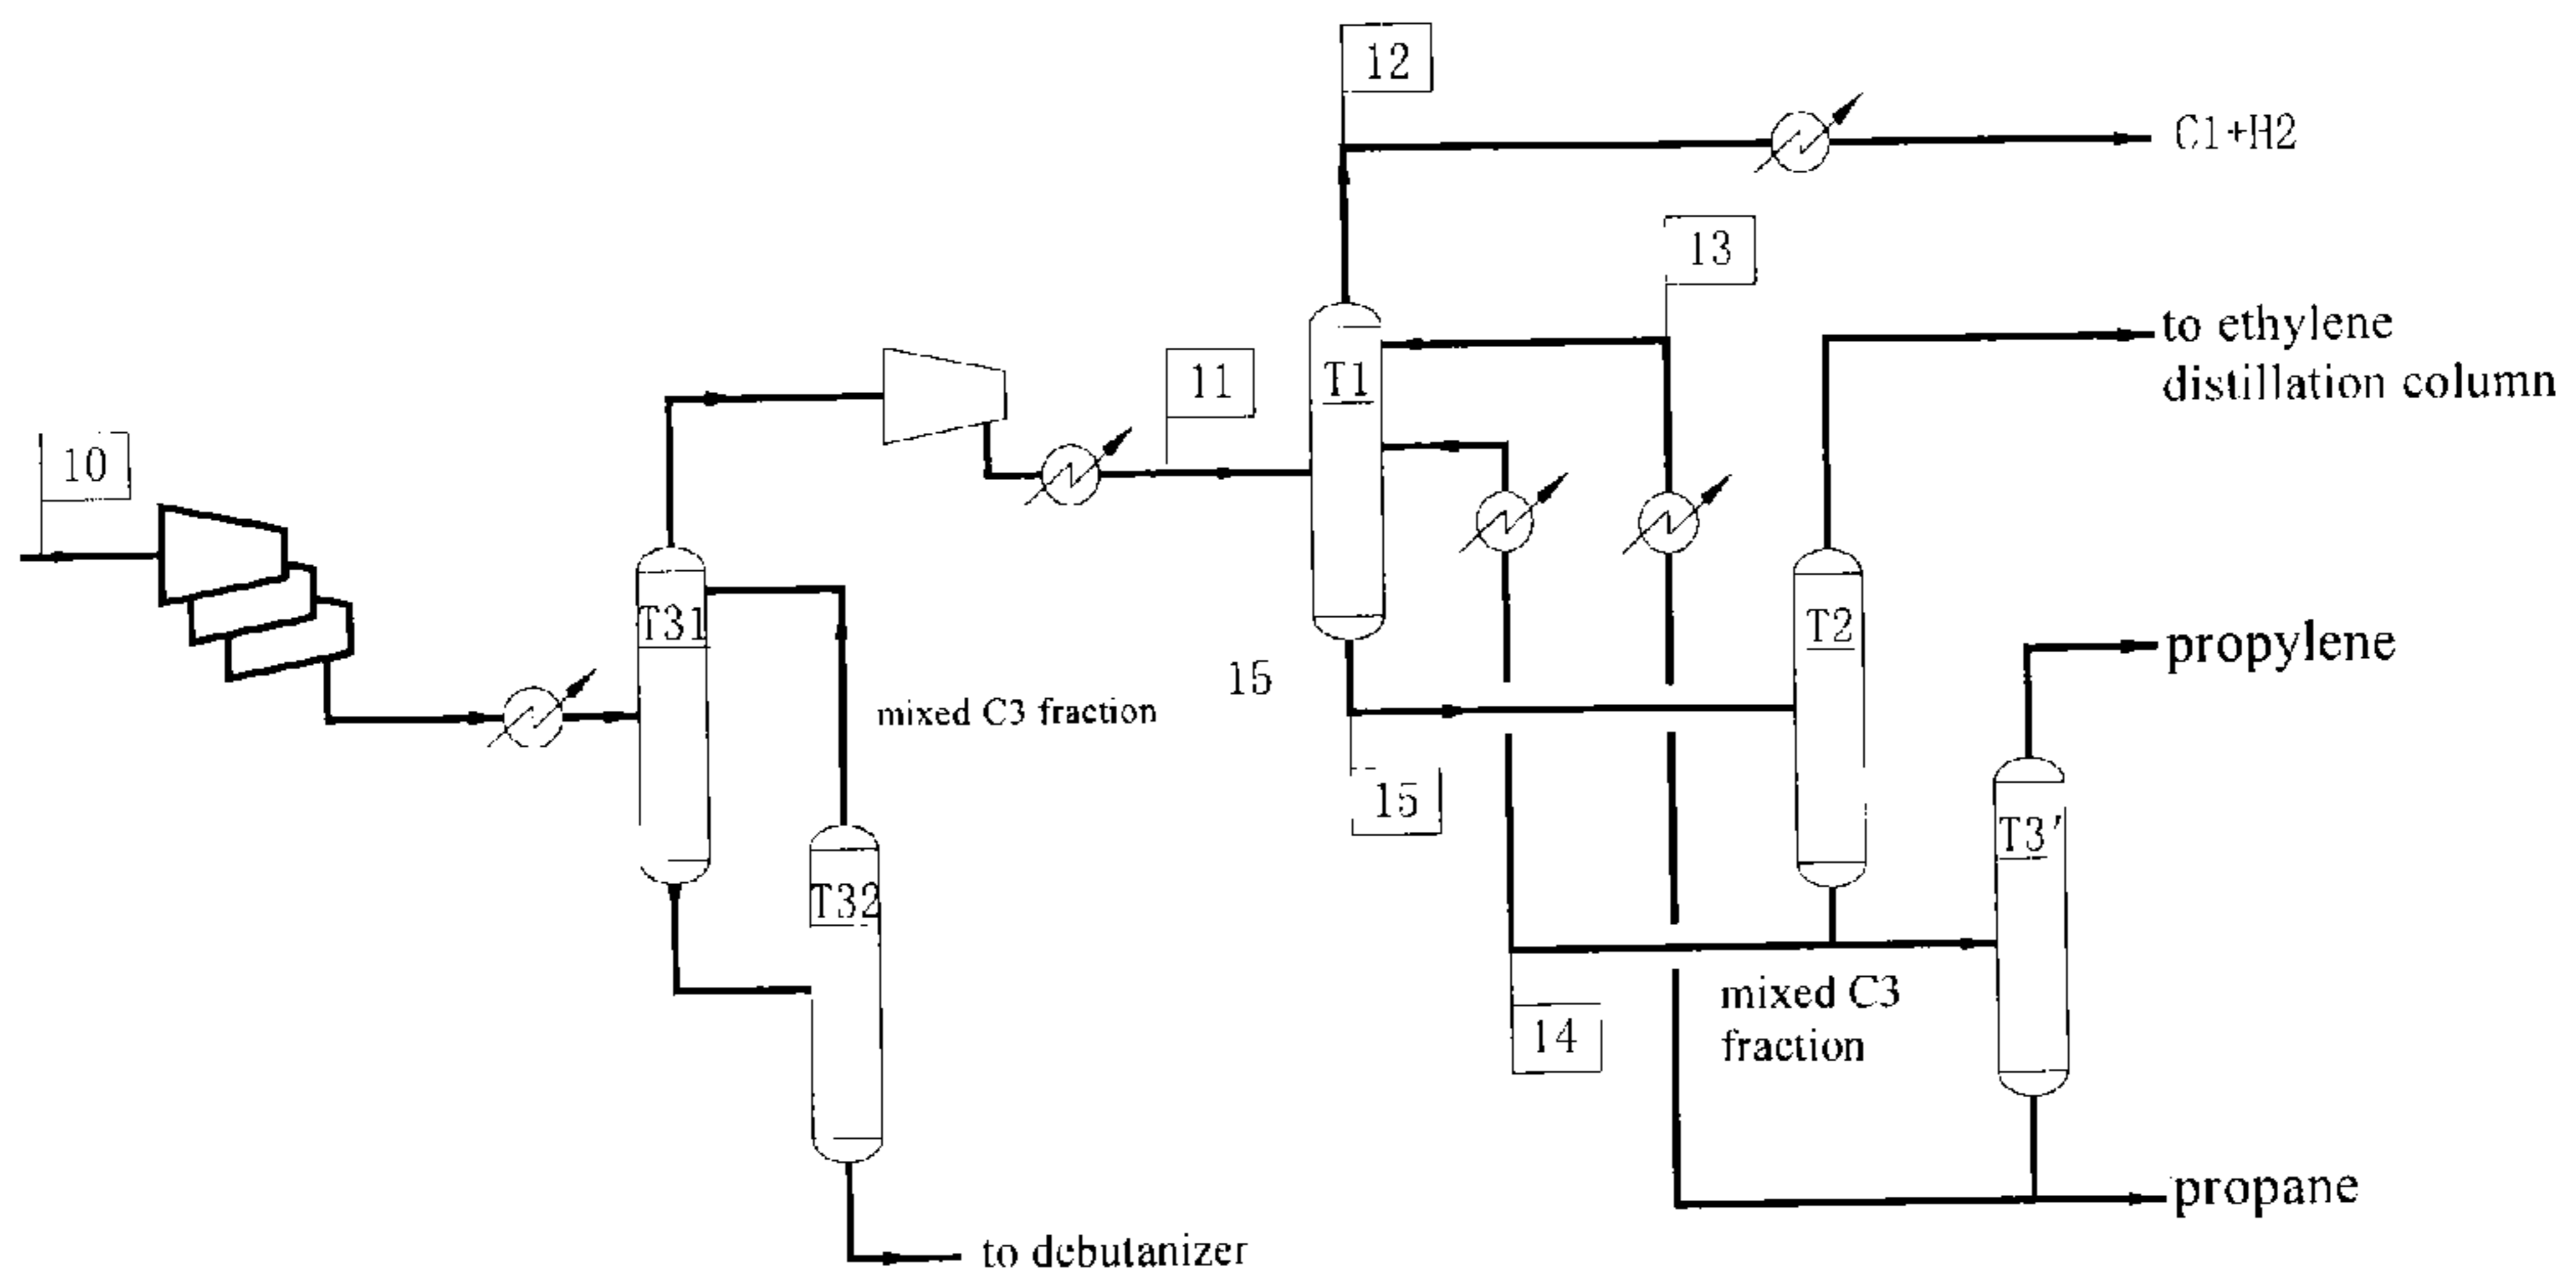 12
C1+H2
13
to ethylene
distillation column
11
T1
10
T31
T2
propylene
15
mixed C3 fraction
15
T3'
T32
mixed C3
fraction
14
propane
to debutanizer